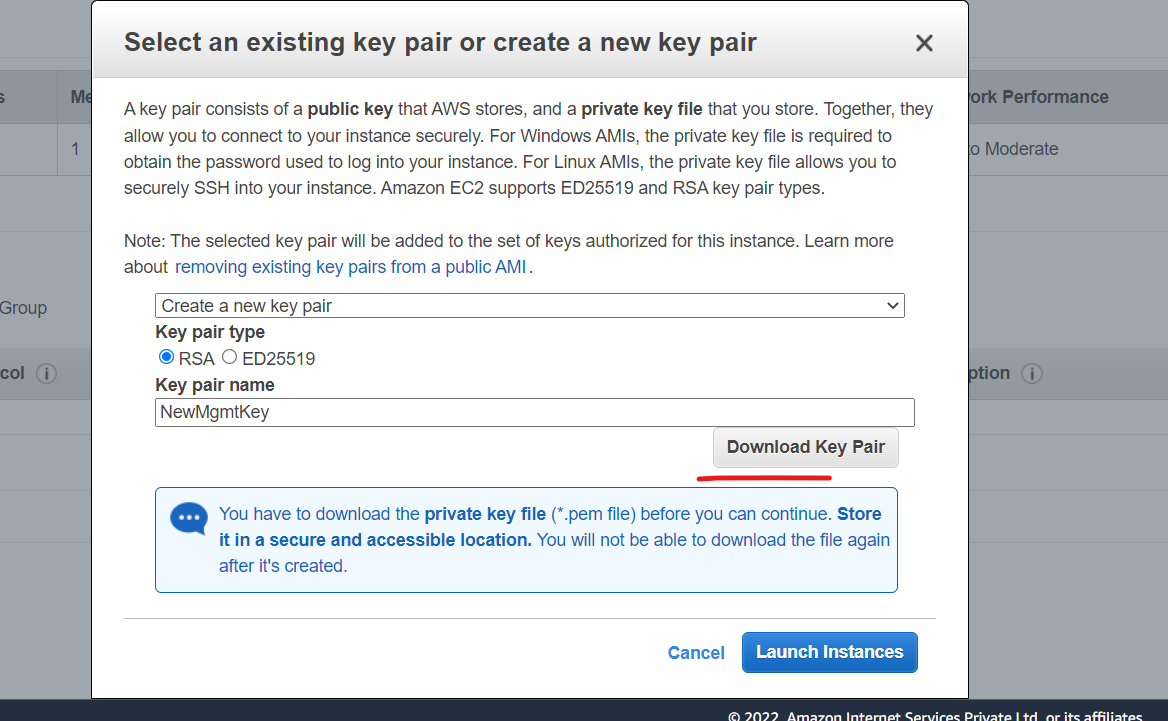 Select an existing key pair or create a new key pair
A key pair consists of a public key that AWS stores, and a private key file that you store. Together, they
allow you to connect to your instance securely. For Windows AMIs, the private key file is required to
obtain the password used to log into your instance. For Linux AMIs, the private key file allows you to
securely SSH into your instance. Amazon EC2 supports ED25519 and RSA key pair types.
Note: The selected key pair will be added to the set of keys authorized for this instance. Learn more
about removing existing key pairs from a public AMI.
Create a new key pair
Key pair type
RSA ED25519
Key pair name
NewMgmtKey
Download Key Pair
You have to download the private key file (*.pem file) before you can continue. Store
it in a secure and accessible location. You will not be able to download the file again
after it's created.
Cancel Launch Instances
s Me ork Performance
1 to Moderate
Group
col ption
© 2022, Amazon Internet Services Private Ltd. or its affiliates.